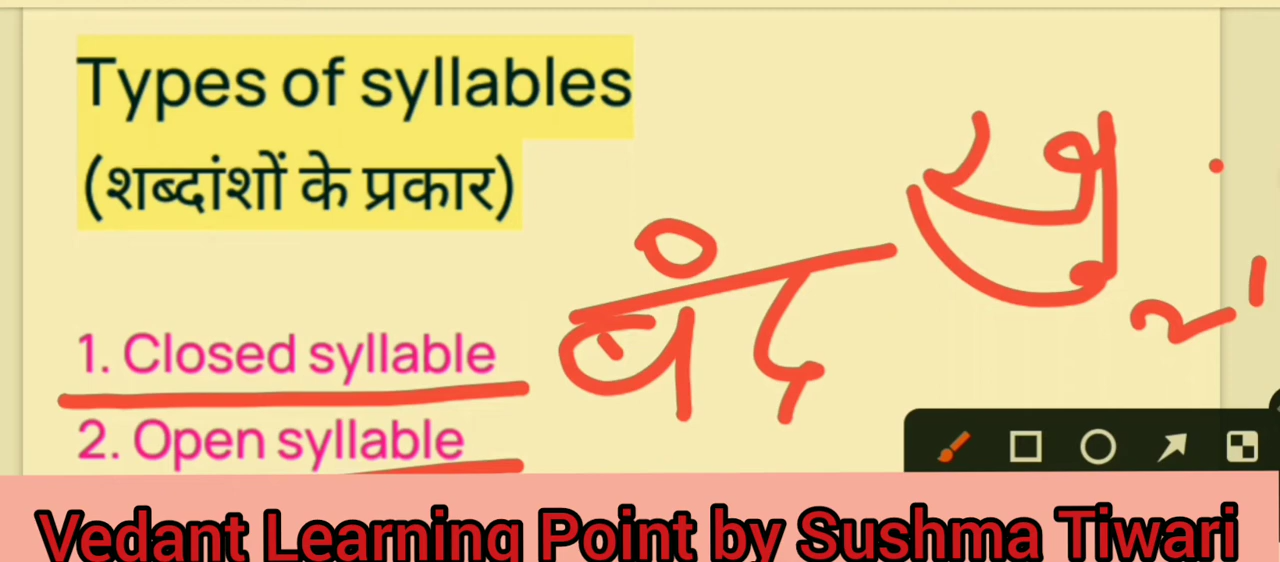 Types of syllables
(शब्दांशों के प्रकार)
1. Closed syllable
बंद
2. Open syllable
Vedant Learning Point by Sushma Tiwari